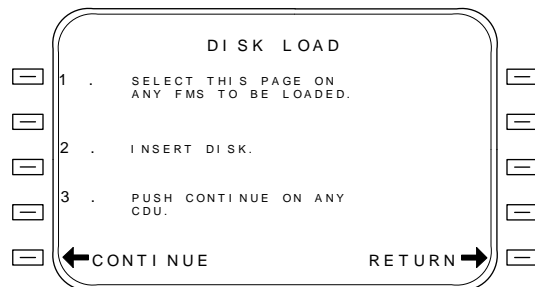 DISK LOAD
1 . SELECT THIS PAGE ON
ANY FMS TO BE LOADED.
2 . INSERT DISK.
3 . PUSH CONTINUE ON ANY
CDU.
CONTINUE RETURN